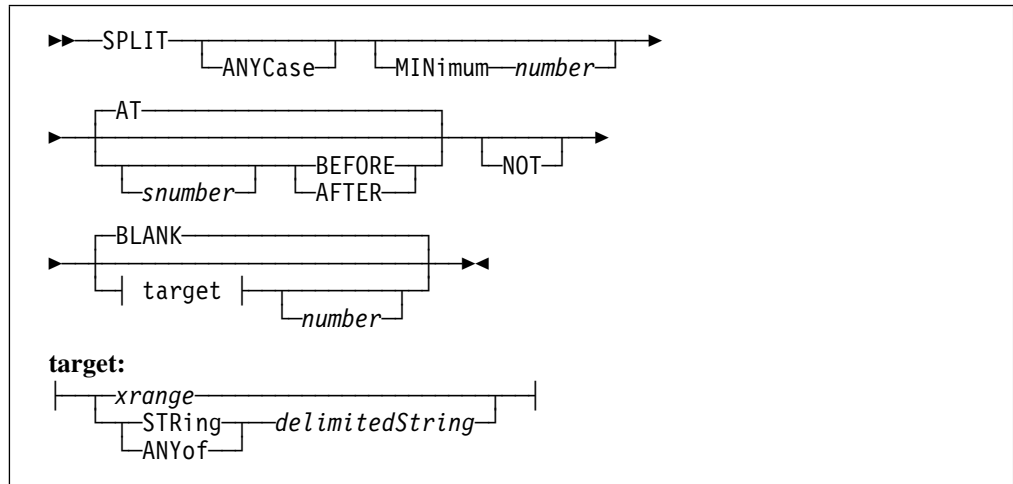 SPLIT
ANYCase MINimum number
AT
BEFORE NOT
snumber AFTER
BLANK
target
number
target:
xrange
STRing delimitedString
ANYof